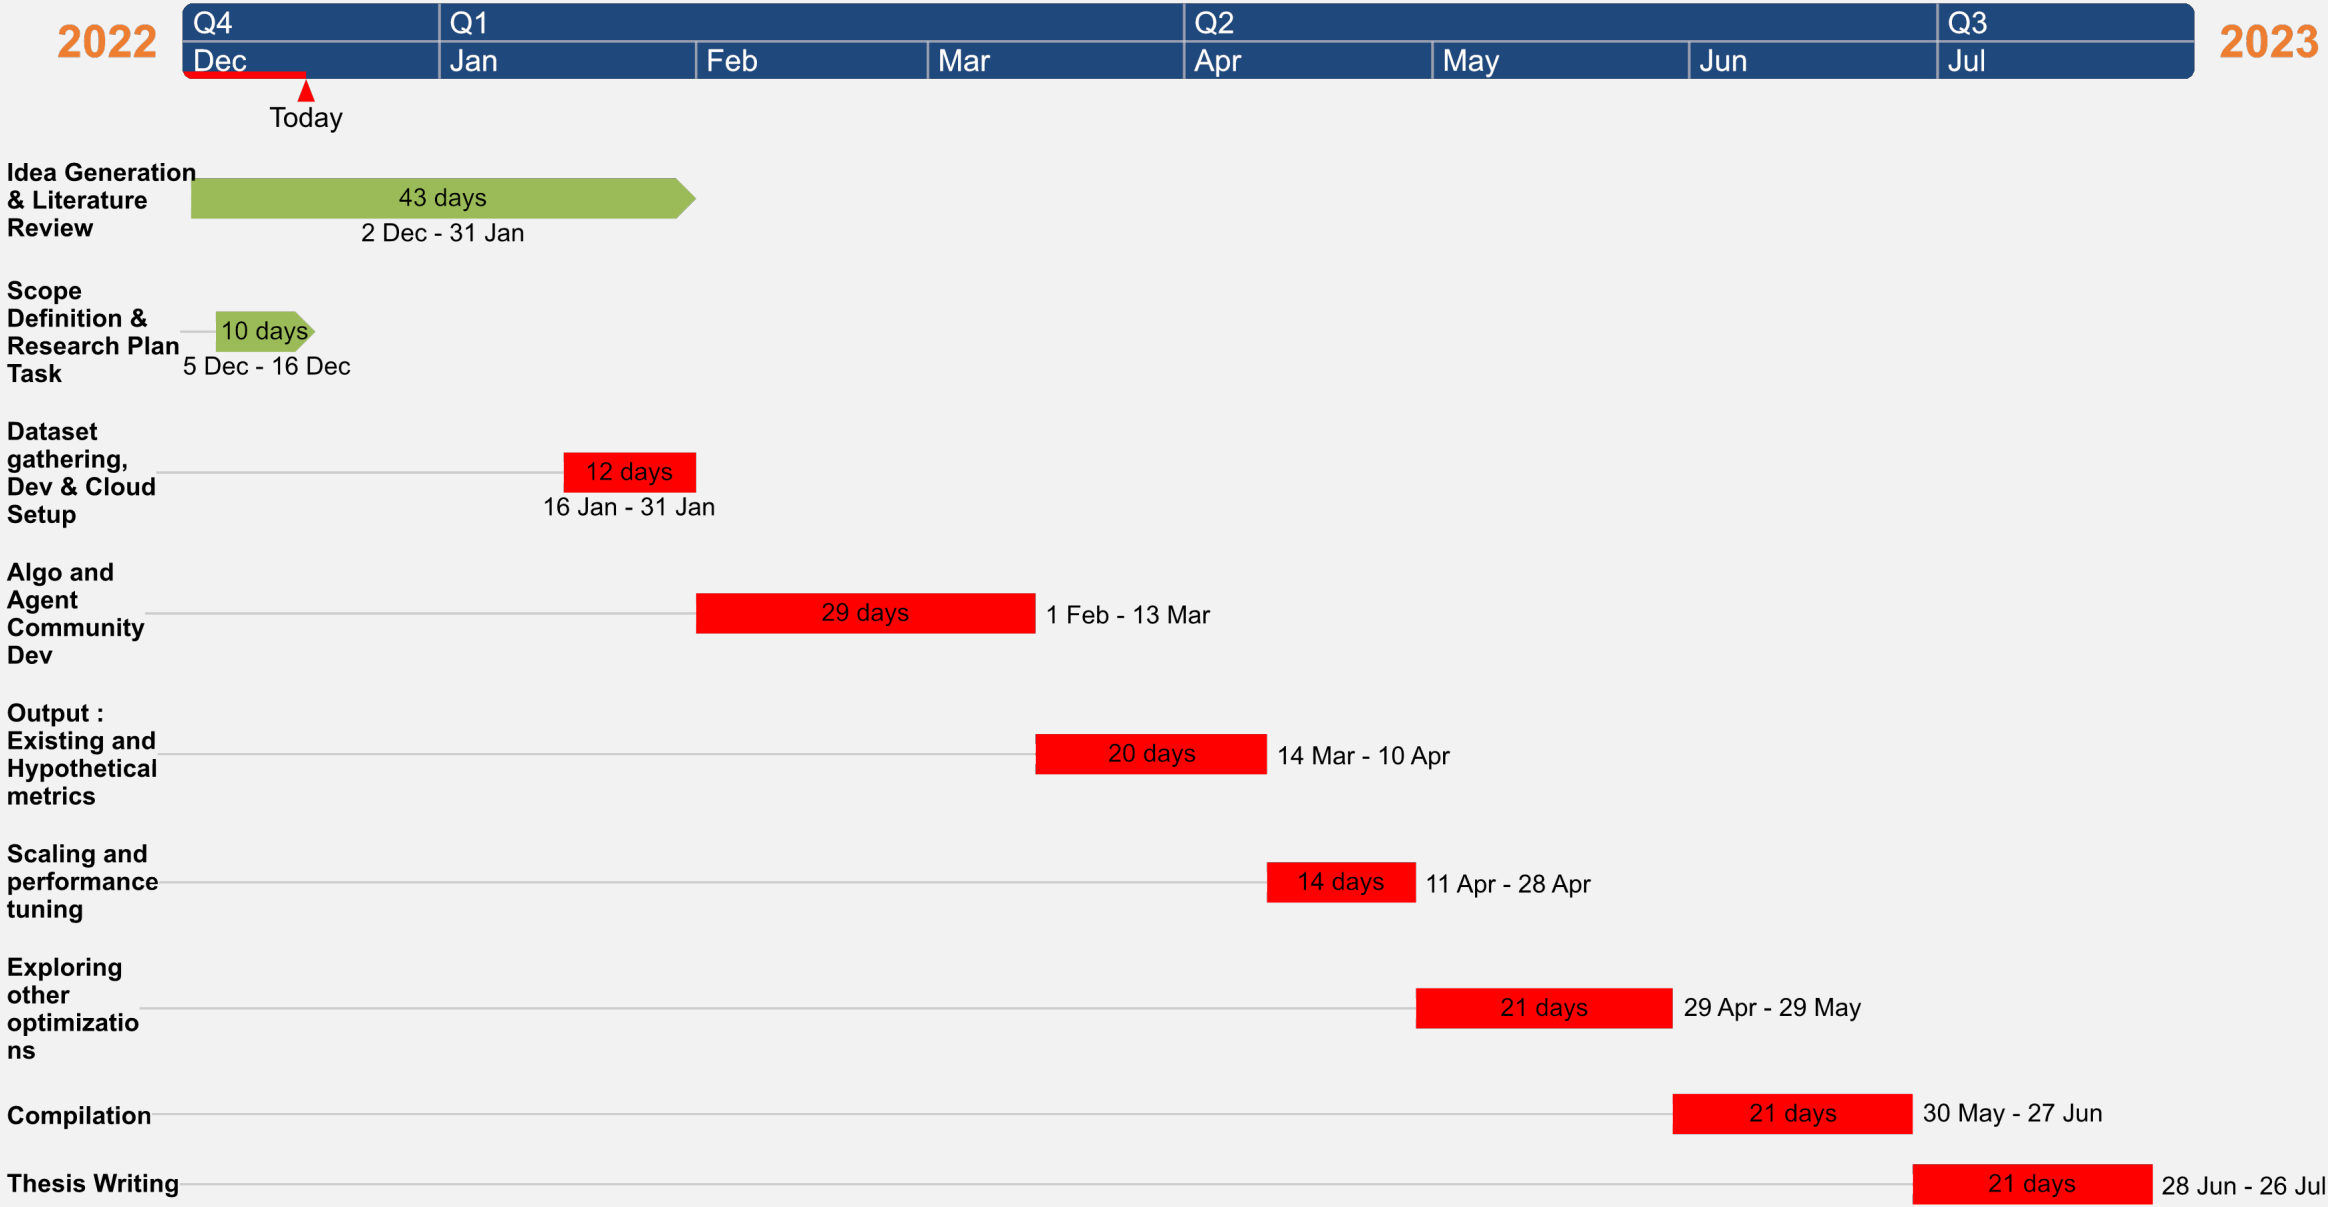 2022
Q4 Q1 Q2 Q3
2023
Dec Jan Feb Mar Apr May Jun Jul
Today
Idea Generation
& Literature
Review
43 days
2 Dec - 31 Jan
Scope
Definition &
Research Plan
Task
10 days
5 Dec - 16 Dec
Dataset
gathering,
Dev & Cloud
Setup
12 days
16 Jan - 31 Jan
Algo and
Agent
Community
Dev
29 days
1 Feb - 13 Mar
Output :
Existing and
Hypothetical
metrics
20 days
14 Mar - 10 Apr
Scaling and
performance
tuning
14 days
11 Apr - 28 Apr
Exploring
other
optimizatio
ns
21 days
29 Apr - 29 May
Compilation
21 days
30 May - 27 Jun
Thesis Writing
21 days
28 Jun - 26 Jul